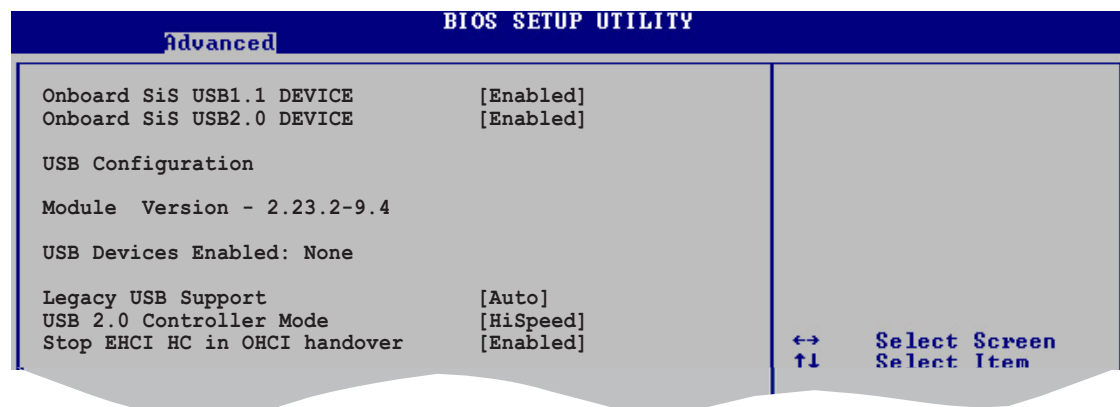 BIOS SETUP UTILITY
Advanced
Onboard SiS USB1.1 DEVICE [Enabled]
Onboard SiS USB2.0 DEVICE [Enabled]
USB Configuration
Module Version - 2.23.2-9.4
USB Devices Enabled: None
Legacy USB Support [Auto]
USB 2.0 Controller Mode [HiSpeed]
Stop EHCI HC in OHCI handover [Enabled]
↔ Select Screen
↑↓ Select Item